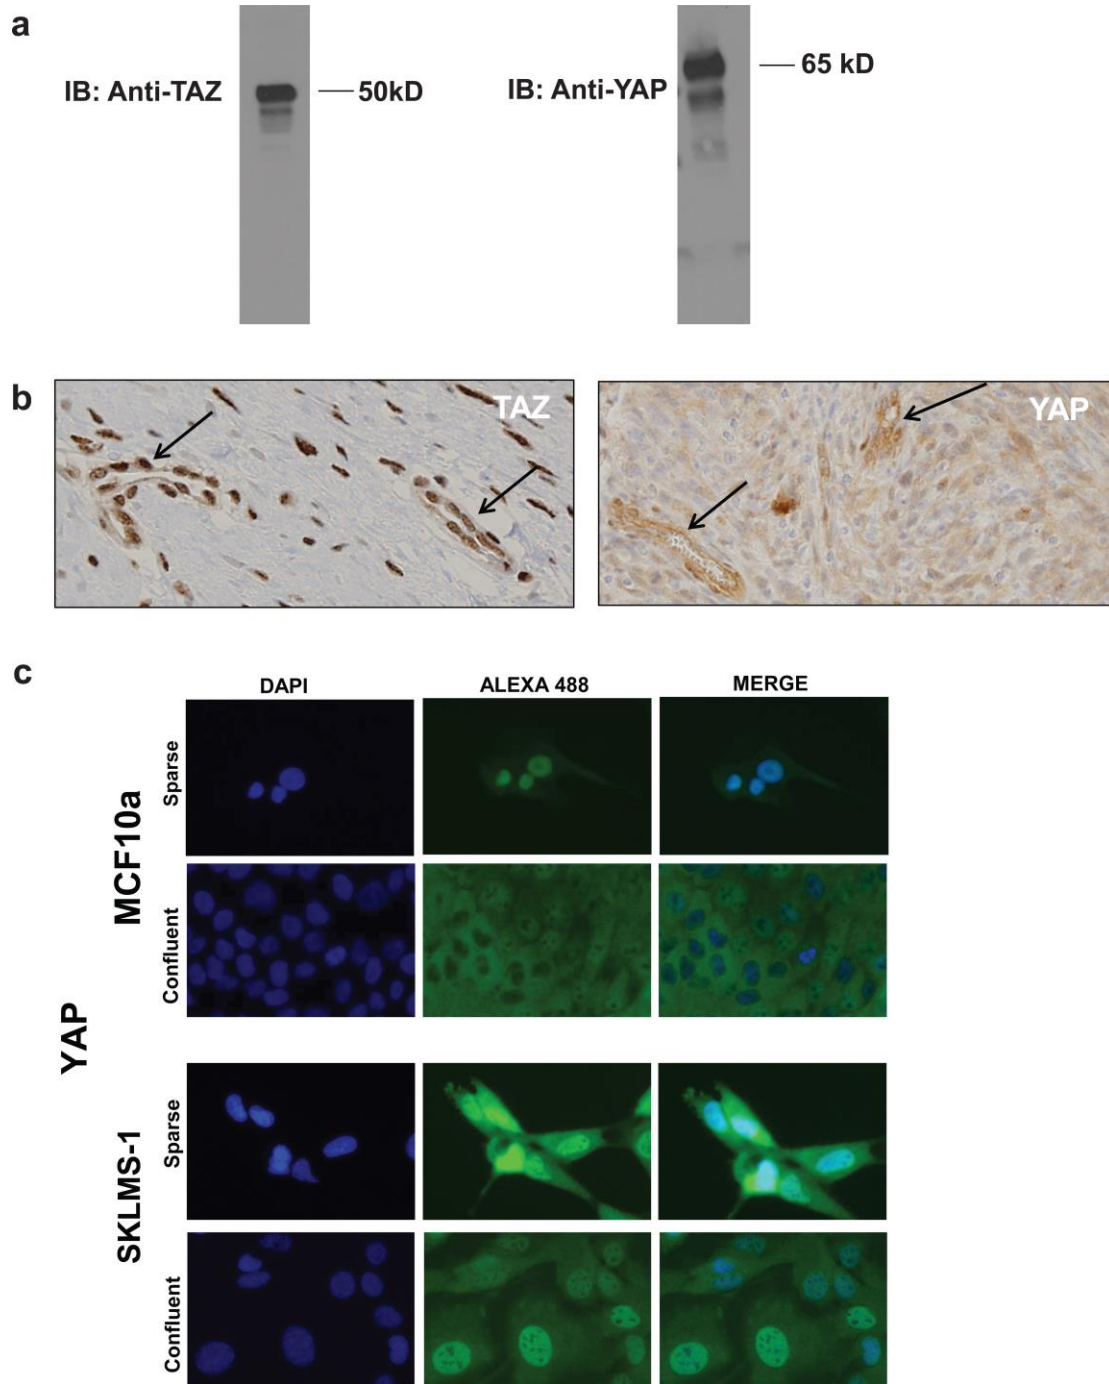 a
IB: Anti-TAZ
50kD
IB: Anti-YAP
65 kD
b
TAZ
YAP
c
DAPI
ALEXA 488
MERGE
YAP
MCF10a
Sparse
Confluent
SKLMS-1
Sparse
Confluent